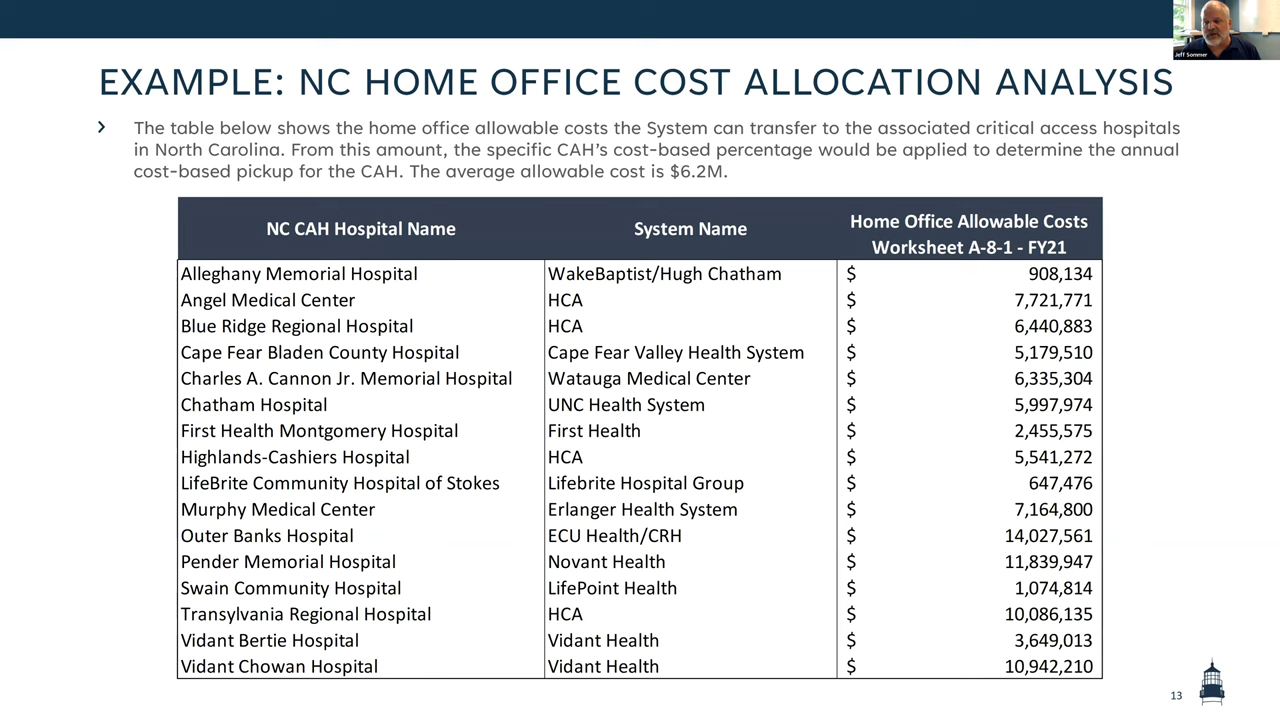 Jeff Sommer
EXAMPLE: NC HOME OFFICE COST ALLOCATION ANALYSIS
The table below shows the home office allowable costs the System can transfer to the associated critical access hospitals
in North Carolina. From this amount, the specific CAH’s cost-based percentage would be applied to determine the annual
cost-based pickup for the CAH. The average allowable cost is $6.2M.
NC CAH Hospital Name System Name Home Office Allowable Costs
Worksheet A-8-1 - FY21
Alleghany Memorial Hospital WakeBaptist/Hugh Chatham $ 908,134
Angel Medical Center HCA $ 7,721,771
Blue Ridge Regional Hospital HCA $ 6,440,883
Cape Fear Bladen County Hospital Cape Fear Valley Health System $ 5,179,510
Charles A. Cannon Jr. Memorial Hospital Watauga Medical Center $ 6,335,304
Chatham Hospital UNC Health System $ 5,997,974
First Health Montgomery Hospital First Health $ 2,455,575
Highlands-Cashiers Hospital HCA $ 5,541,272
LifeBrite Community Hospital of Stokes Lifebrite Hospital Group $ 647,476
Murphy Medical Center Erlanger Health System $ 7,164,800
Outer Banks Hospital ECU Health/CRH $ 14,027,561
Pender Memorial Hospital Novant Health $ 11,839,947
Swain Community Hospital LifePoint Health $ 1,074,814
Transylvania Regional Hospital HCA $ 10,086,135
Vidant Bertie Hospital Vidant Health $ 3,649,013
Vidant Chowan Hospital Vidant Health $ 10,942,210
13